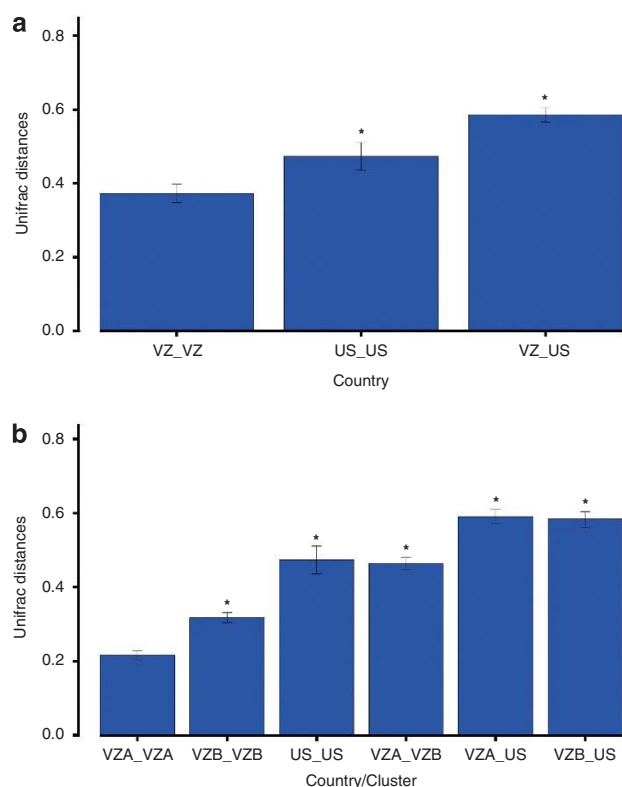 a
0.8
0.6
0.4
0.2
0.0
Unifrac distances
*
*
VZ_VZ US_US VZ_US
Country
b
0.8
0.6
0.4
0.2
0.0
Unifrac distances
*
*
*
*
*
VZA_VZA VZB_VZB US_US VZA_VZB VZA_US VZB_US
Country/Cluster